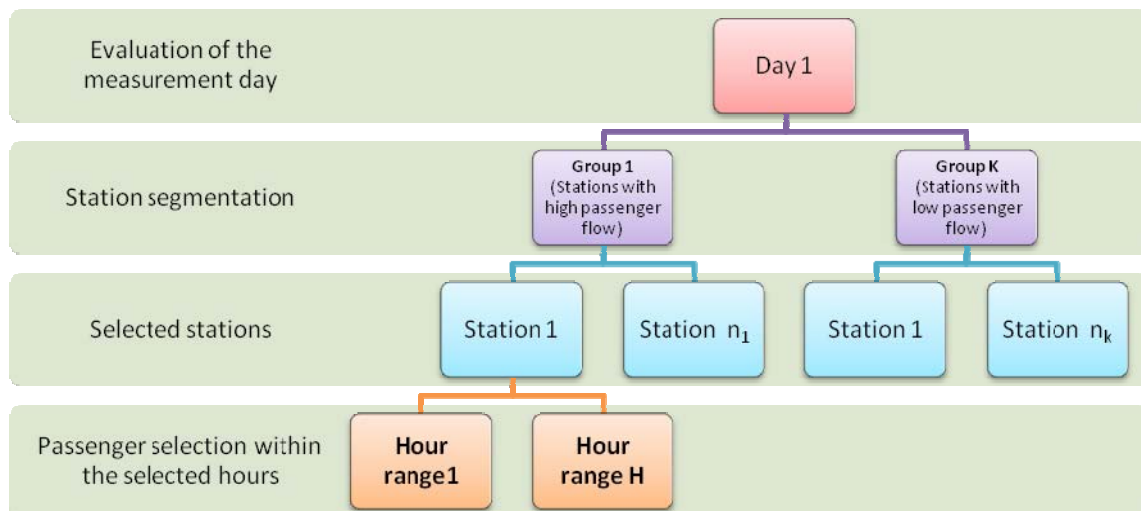 Evaluation of the
measurement day
Day 1
Station segmentation
Group 1
(Stations with
high passenger
flow)
Group K
(Stations with
low passenger
flow)
Selected stations
Station 1
Station n₁
Station 1
Station nₖ
Passenger selection within
the selected hours
Hour
range1
Hour
range H